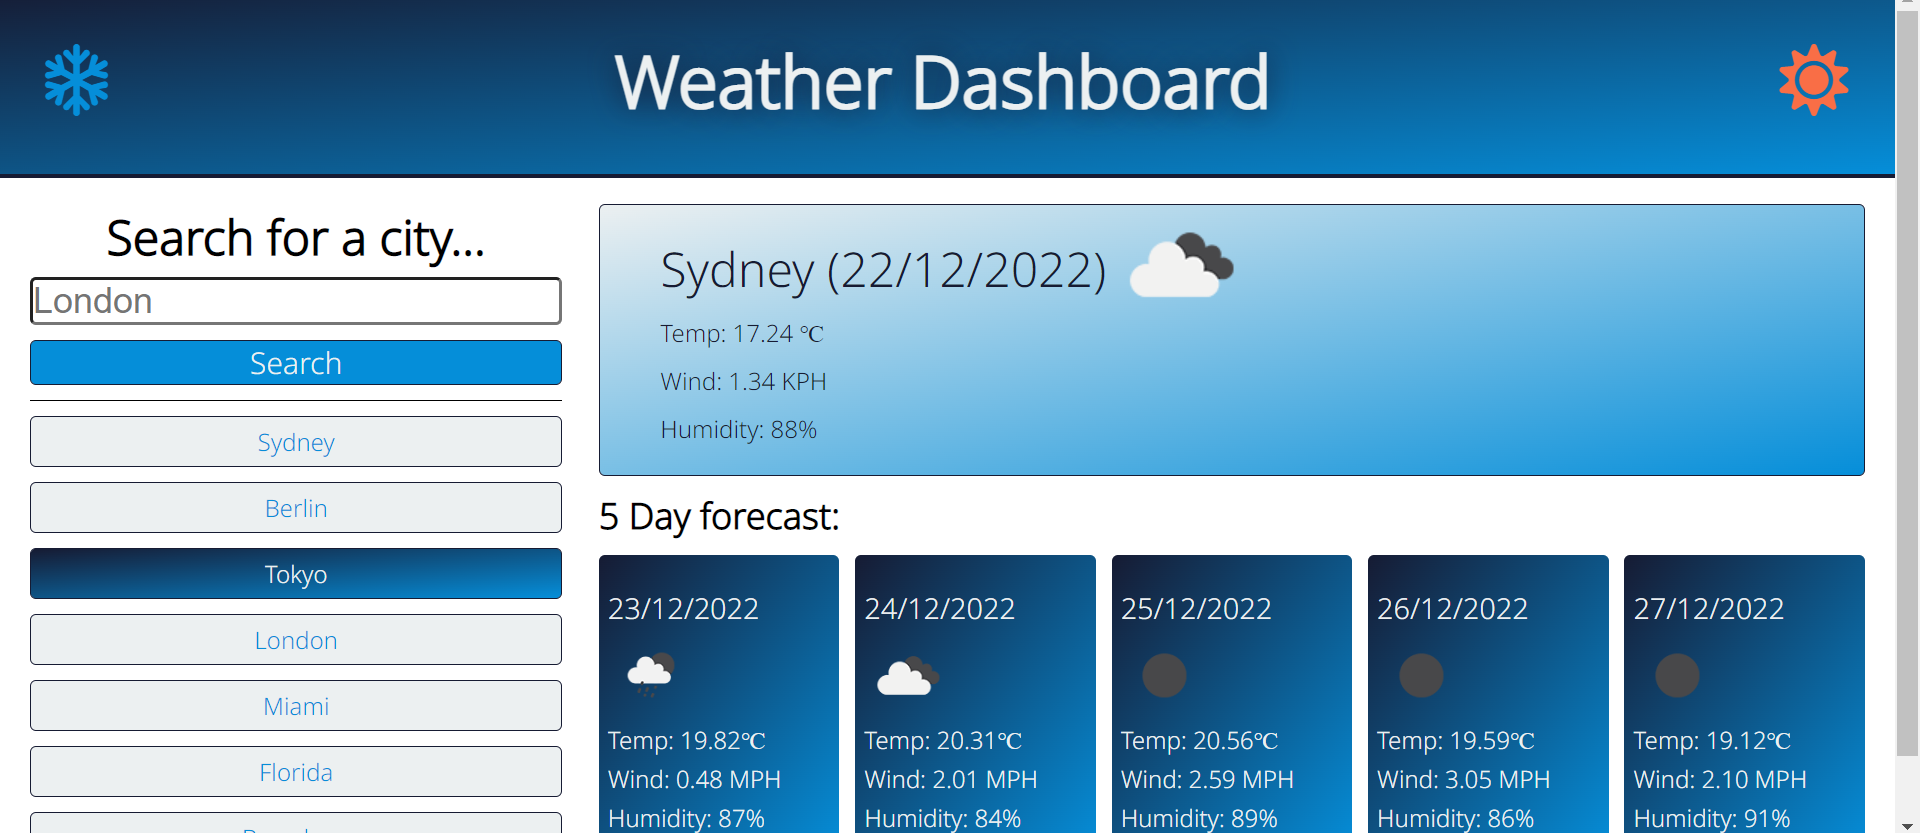 Weather Dashboard
Search for a city...
London
Search
Sydney
Berlin
Tokyo
London
Miami
Florida
Sydney (22/12/2022)
Temp: 17.24 ℃
Wind: 1.34 KPH
Humidity: 88%
5 Day forecast:
23/12/2022
Temp: 19.82℃
Wind: 0.48 MPH
Humidity: 87%
24/12/2022
Temp: 20.31℃
Wind: 2.01 MPH
Humidity: 84%
25/12/2022
Temp: 20.56℃
Wind: 2.59 MPH
Humidity: 89%
26/12/2022
Temp: 19.59℃
Wind: 3.05 MPH
Humidity: 86%
27/12/2022
Temp: 19.12℃
Wind: 2.10 MPH
Humidity: 91%